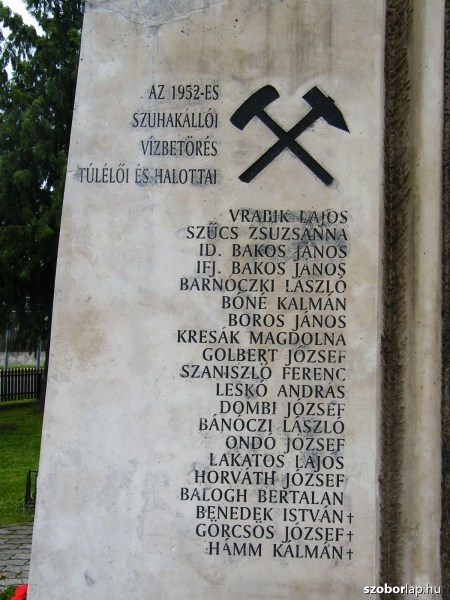 AZ 1952-ES
SZUHAKÁLLÓI
VÍZBETÖRÉS
TÚLÉLŐI ÉS HALOTTAI
VRABIK LAJOS
SZŰCS ZSUZSANNA
ID. BAKOS JÁNOS
IFJ. BAKOS JÁNOS
BARNÓCZKI LÁSZLÓ
BÓNÉ KÁLMÁN
BOROS JÁNOS
KRESÁK MAGDOLNA
GOLBERT JÓZSEF
SZANISZLÓ FERENC
LESKÓ ANDRÁS
DOMBI JÓZSEF
BÁNÓCZI LÁSZLÓ
ONDÓ JÓZSEF
LAKATOS LAJOS
HORVÁTH JÓZSEF
BALOGH BERTALAN
BENEDEK ISTVÁN†
GÖRCSÖS JÓZSEF†
HAMM KÁLMÁN†
szoborlap.hu